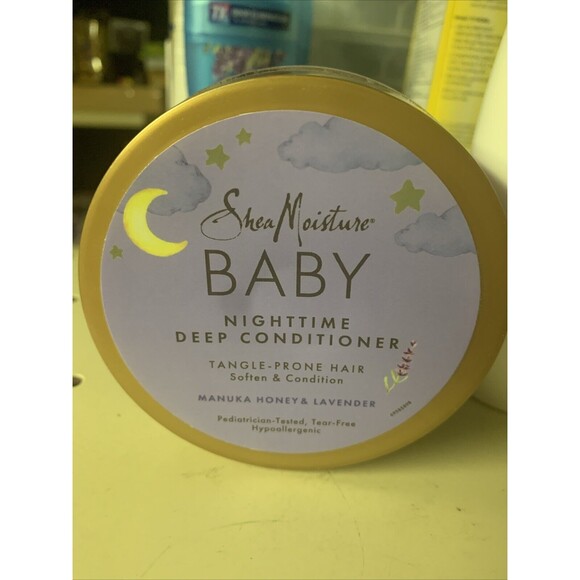 SheaMoisture®
BABY
NIGHTTIME
DEEP CONDITIONER
TANGLE-PRONE HAIR
Soften & Condition
MANUKA HONEY & LAVENDER
Pediatrician-Tested, Tear-Free
Hypoallergenic